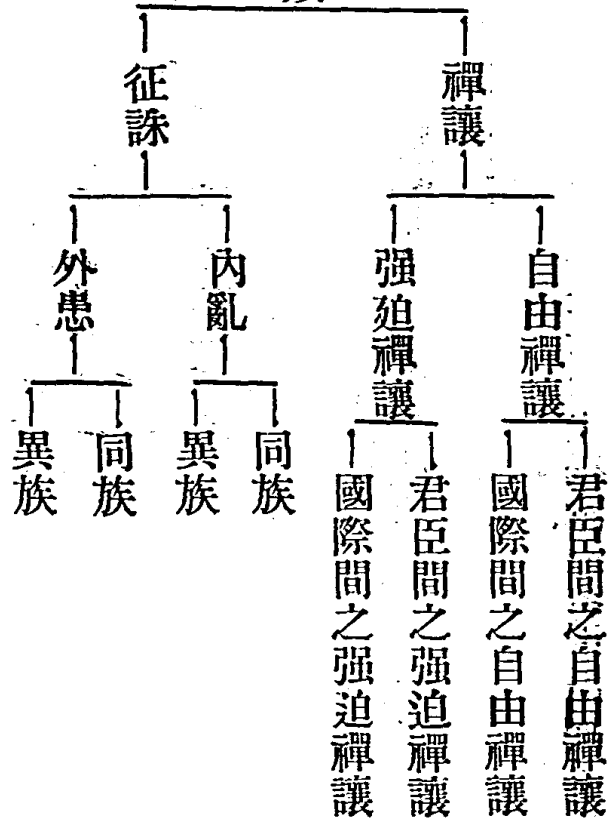 禪讓
自由禪讓
君臣間之自由禪讓
國際間之自由禪讓
强迫禪讓
君臣間之强迫禪讓
國際間之强迫禪讓
征誅
內亂
同族
異族
外患
同族
異族